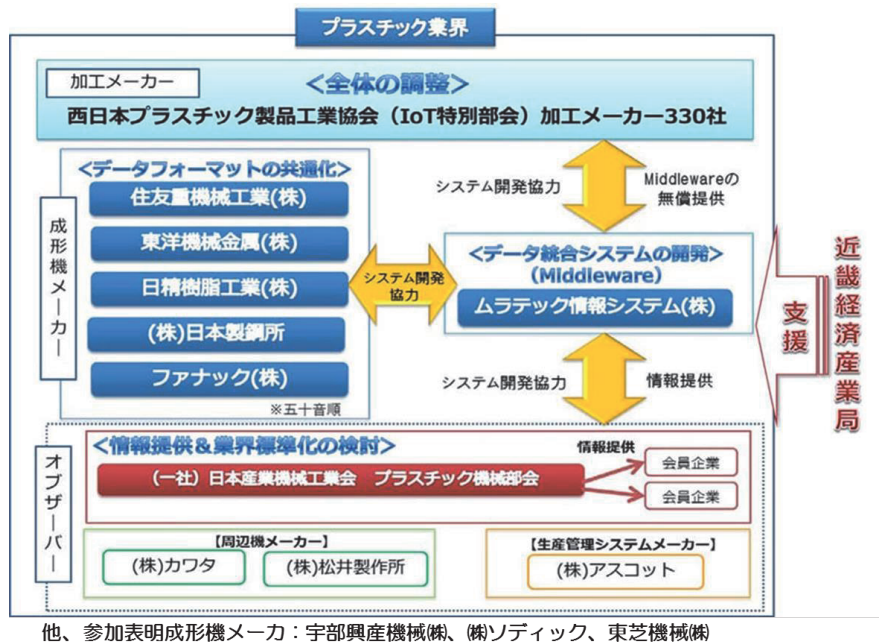 プラスチック業界
加工メーカー
<全体の調整>
西日本プラスチック製品工業協会（IoT特別部会）加工メーカー330社
<データフォーマットの共通化>
成形機メーカー
住友重機械工業(株)
東洋機械金属(株)
日精樹脂工業(株)
(株)日本製鋼所
ファナック(株)
※五十音順
システム開発協力
Middlewareの
無償提供
システム開発
協力
<データ統合システムの開発>
(Middleware)
ムラテック情報システム(株)
システム開発協力
情報提供
支援
近畿経済産業局
オブザーバー
<情報提供＆業界標準化の検討>
（一社）日本産業機械工業会　プラスチック機械部会
情報提供
会員企業
会員企業
【周辺機メーカー】
(株)カワタ
(株)松井製作所
【生産管理システムメーカー】
(株)アスコット
他、参加表明成形機メーカ：宇部興産機械㈱、㈱ソディック、東芝機械㈱